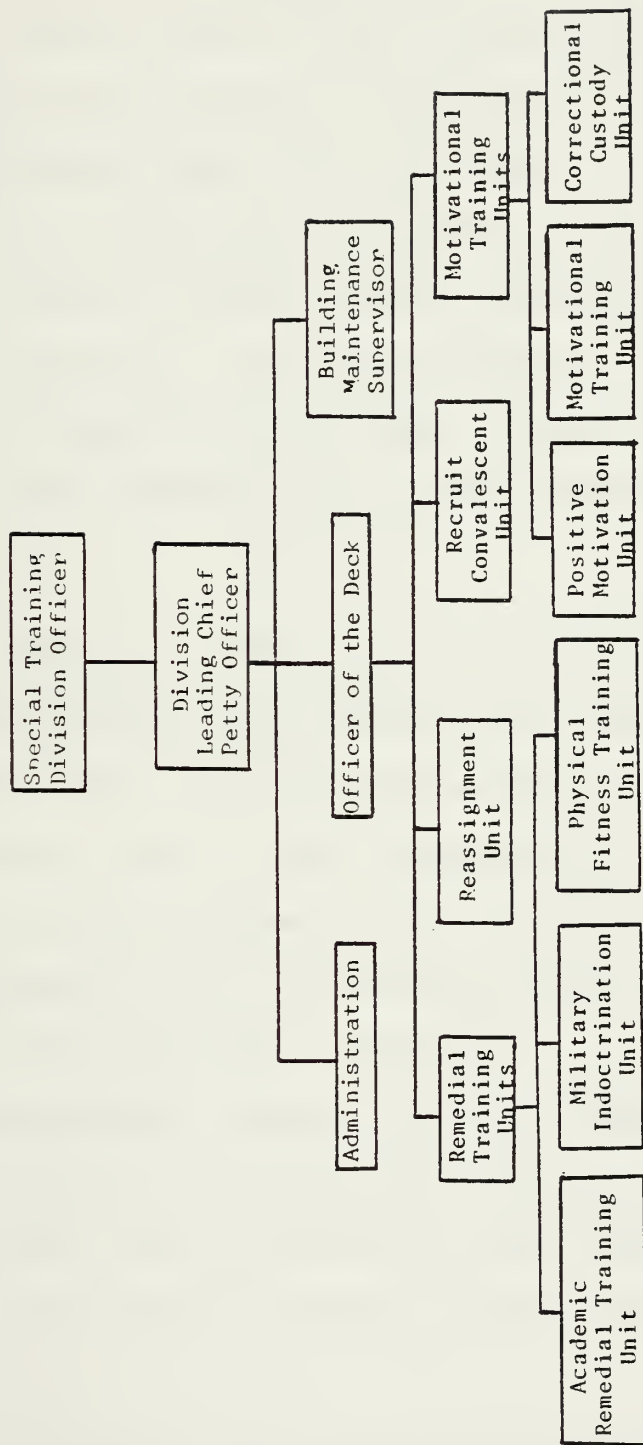 Special Training
Division Officer
Division
Leading Chief
Petty Officer
Administration
Officer of the Deck
Building
Maintenance
Supervisor
Remedial
Training
Units
Reassignment
Unit
Recruit
Convalescent
Unit
Motivational
Training
Units
Academic
Remedial Training
Unit
Military
Indoctrination
Unit
Physical
Fitness Training
Unit
Positive
Motivation
Unit
Motivational
Training
Unit
Correctional
Custody
Unit